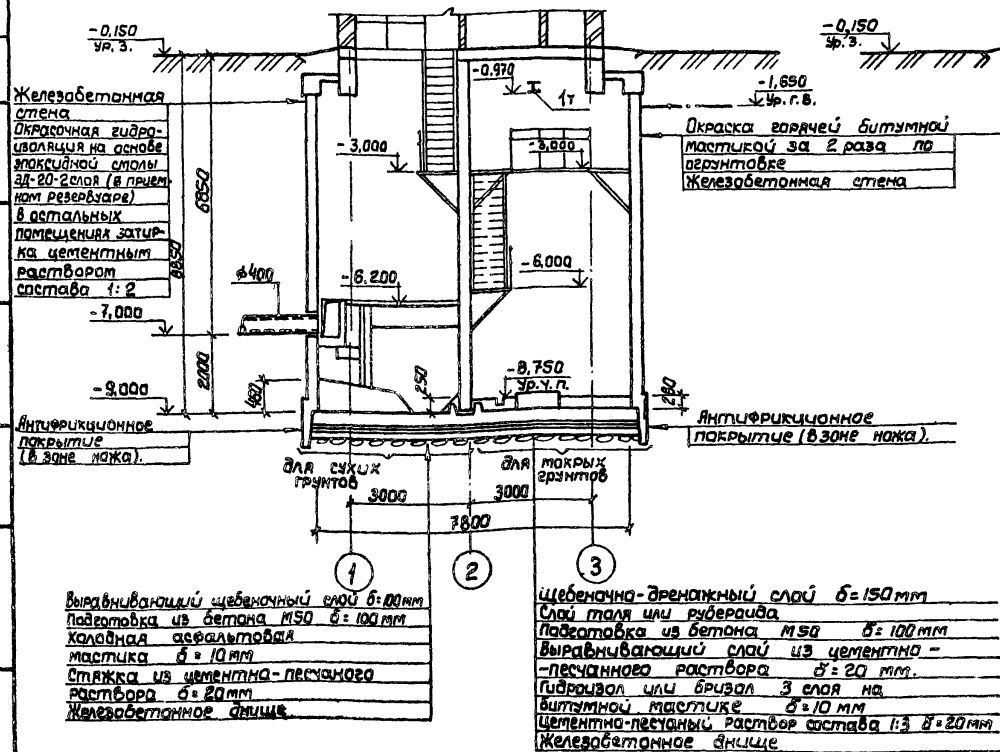 -0,150
Ур. З.
-0,150
Ур. З.
-0,970
1т
-1,650
Ур. г. в.
Железобетонная
стена
Окрасочная гидро-
изоляция на основе
эпоксидной смолы
ЭД-20-2слоя (в прием-
ном резервуаре)
в остальных
помещениях затир-
ка цементным
раствором
состава 1:2
Окраска горячей битумной
мастикой за 2 раза по
огрунтовке
Железобетонная стена
-3,000
-3,000
6850
8850
ф400
-6,200
-6,000
-7,000
2000
-8,750
Ур.ч.п.
-9,000
460
250
280
Антифрикционное
покрытие
(в зоне ножа).
Антифрикционное
покрытие (в зоне ножа).
для сухих
грунтов
для мокрых
грунтов
3000
3000
7800
1
2
3
Выравнивающий щебеночный слой б=100мм
Подготовка из бетона М50 б=100мм
Холодная асфальтовая
мастика б=10мм
Стяжка из цементно-песчаного
раствора б=20мм
Железобетонное днище
щебеночно-дренажный слой б=150мм
Слой толя или рубероида
Подготовка из бетона М50 б=100мм
Выравнивающий слой из цементно-
-песчанного раствора б=20 мм.
Гидроизол или бризол 3 слоя на
битумной мастике б=10 мм
Цементно-песчаный раствор состава 1:3 б=20мм.
Железобетонное днище